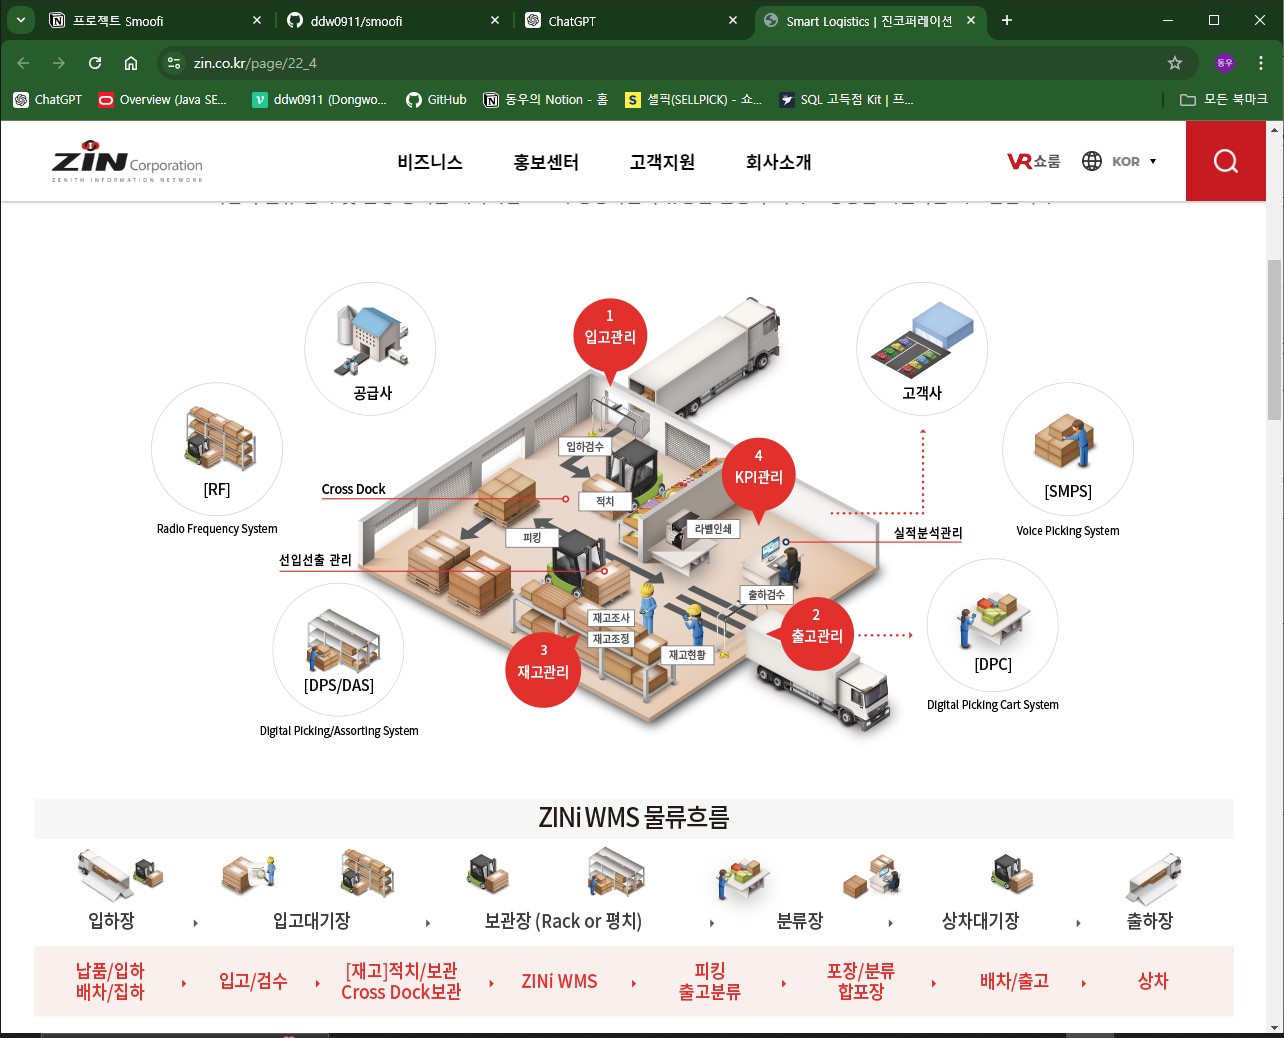 프로젝트 Smoofi
ddw0911/smoofi
ChatGPT
Smart Logistics | 진코퍼레이션
zin.co.kr/page/22_4
동우
ChatGPT
Overview (Java SE...
ddw0911 (Dongwo...
GitHub
동우의 Notion - 홈
셀픽(SELLPICK) - 쇼...
SQL 고득점 Kit | 프...
모든 북마크
ZIN Corporation
ZENITH INFORMATION NETWORK
비즈니스
홍보센터
고객지원
회사소개
VR쇼룸
KOR
공급사
1
입고관리
고객사
[RF]
Radio Frequency System
[SMPS]
Voice Picking System
입하검수
4
KPI관리
Cross Dock
적치
라벨인쇄
피킹
실적분석관리
선입선출 관리
출하검수
재고조사
재고조정
2
출고관리
3
재고관리
재고현황
[DPS/DAS]
Digital Picking/Assorting System
[DPC]
Digital Picking Cart System
ZINi WMS 물류흐름
입하장
입고대기장
보관장 (Rack or 평치)
분류장
상차대기장
출하장
납품/입하
배차/집하
입고/검수
[재고]적치/보관
Cross Dock보관
ZINi WMS
피킹
출고분류
포장/분류
합포장
배차/출고
상차